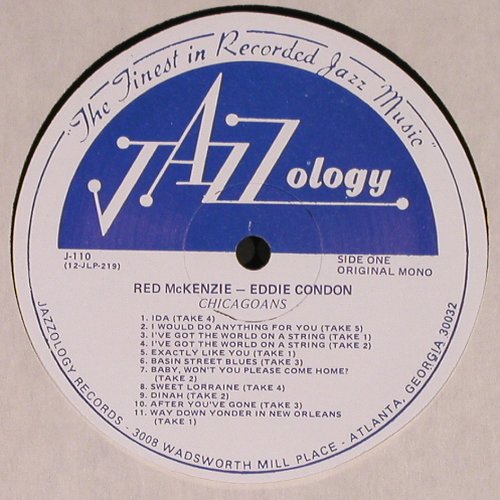 "The Finest in Recorded Jazz Music"
JAZZology
J-110
(12-JLP-219)
SIDE ONE
ORIGINAL MONO
RED McKENZIE — EDDIE CONDON
CHICAGOANS
1. IDA (TAKE 4)
2. I WOULD DO ANYTHING FOR YOU (TAKE 5)
3. I'VE GOT THE WORLD ON A STRING (TAKE 1)
4. I'VE GOT THE WORLD ON A STRING (TAKE 2)
5. EXACTLY LIKE YOU (TAKE 1)
6. BASIN STREET BLUES (TAKE 3)
7. BABY, WON'T YOU PLEASE COME HOME?
(TAKE 2)
8. SWEET LORRAINE (TAKE 4)
9. DINAH (TAKE 2)
10. AFTER YOU'VE GONE (TAKE 3)
11. WAY DOWN YONDER IN NEW ORLEANS
(TAKE 1)
JAZZOLOGY RECORDS - 3008 WADSWORTH MILL PLACE - ATLANTA, GEORGIA 30032